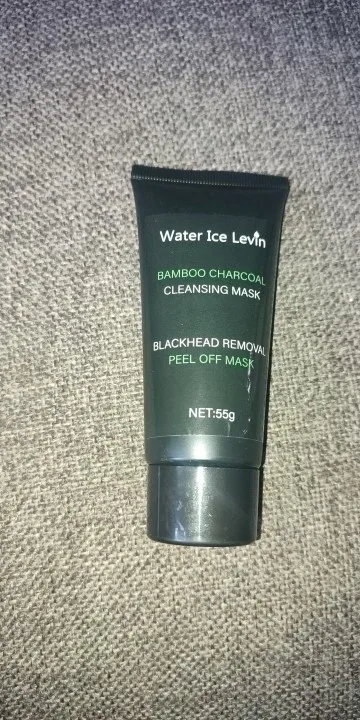 Water Ice Levin
BAMBOO CHARCOAL
CLEANSING MASK
BLACKHEAD REMOVAL
PEEL OFF MASK
NET:55g